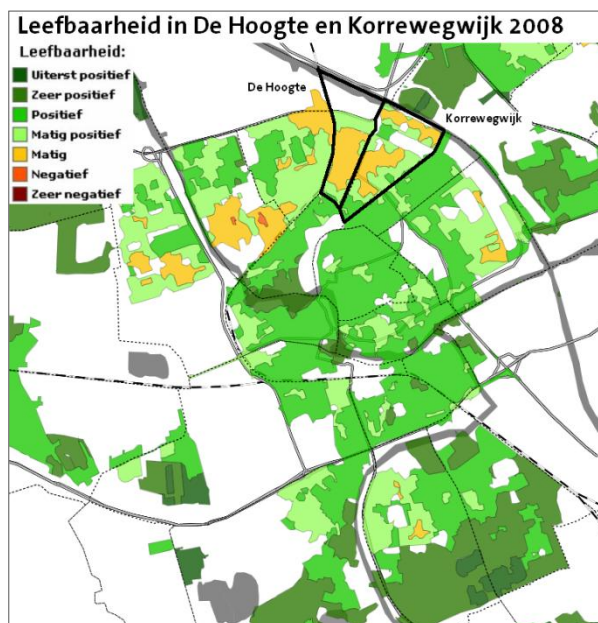 Leefbaarheid in De Hoogte en Korrewegwijk 2008
Leefbaarheid:
Uiterst positief
Zeer positief
Positief
Matig positief
Matig
Negatief
Zeer negatief
De Hoogte
Korrewegwijk